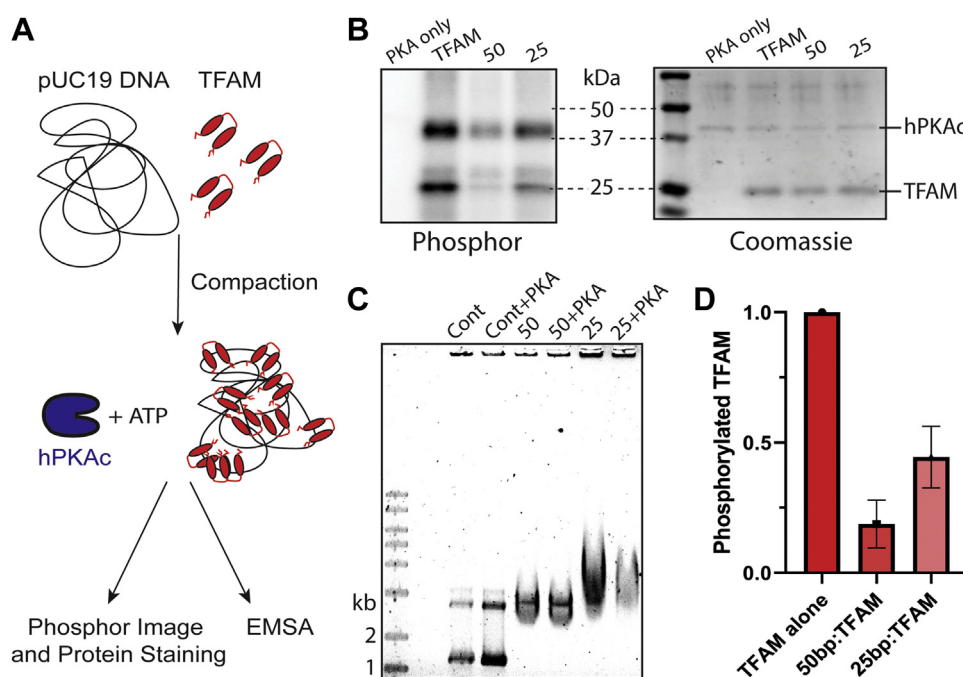 A
pUC19 DNA
TFAM
Compaction
+ ATP
hPKAc
Phosphor Image
and Protein Staining
EMSA
B
PKA only
TFAM
50
25
kDa
50
37
25
Phosphor
PKA only
TFAM
50
25
hPKAc
TFAM
Coomassie
C
Cont
Cont+PKA
50
50+PKA
25
25+PKA
kb
2
1
D
Phosphorylated TFAM
1.0
0.5
0.0
TFAM alone
50bp:TFAM
25bp:TFAM